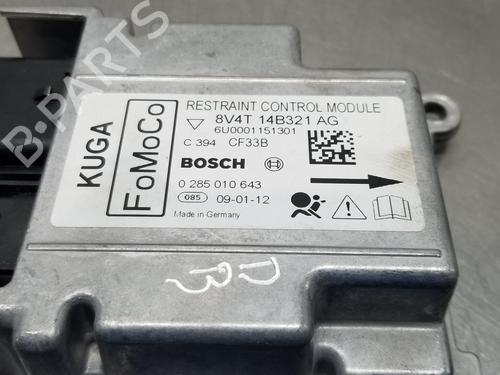 B-PARTS
KUGA
FoMoCo
RESTRAINT CONTROL MODULE
8V4T 14B321 AG
6U0001151301
C 394 CF33B
BOSCH
0 285 010 643
085 09-01-12
Made in Germany